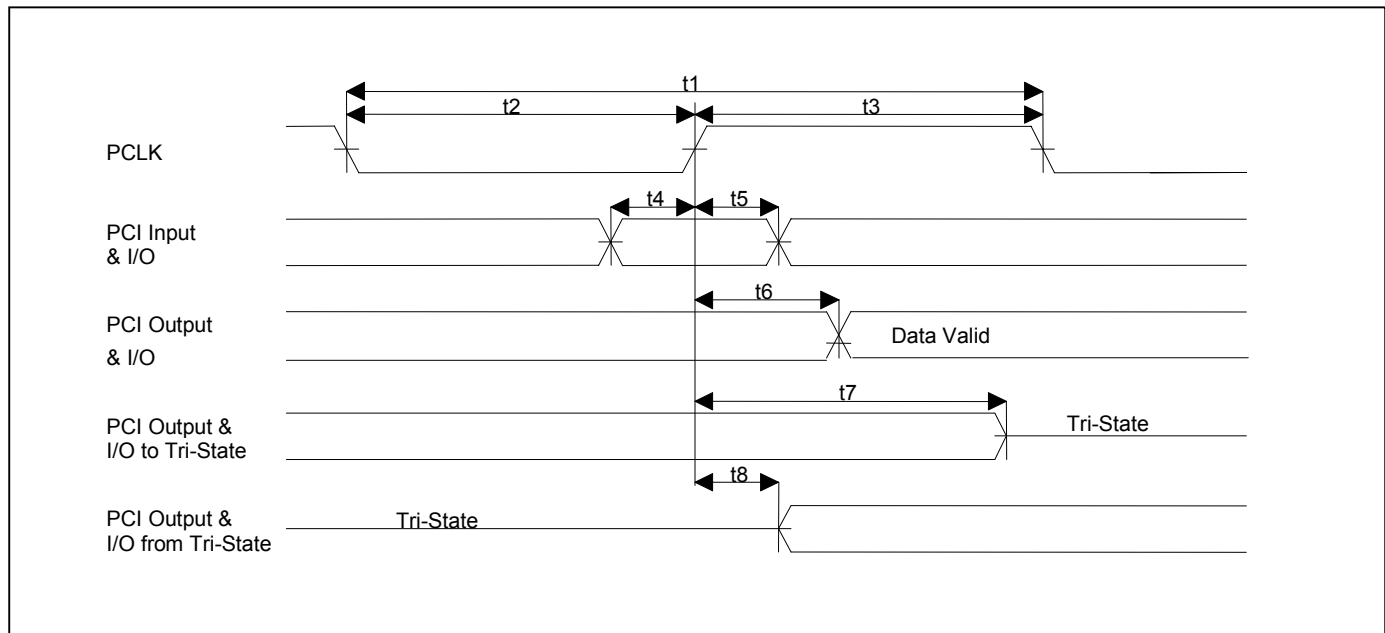 t1
t2
t3
PCLK
t4
t5
PCI Input
& I/O
t6
PCI Output
& I/O
Data Valid
t7
PCI Output &
I/O to Tri-State
Tri-State
t8
PCI Output &
I/O from Tri-State
Tri-State